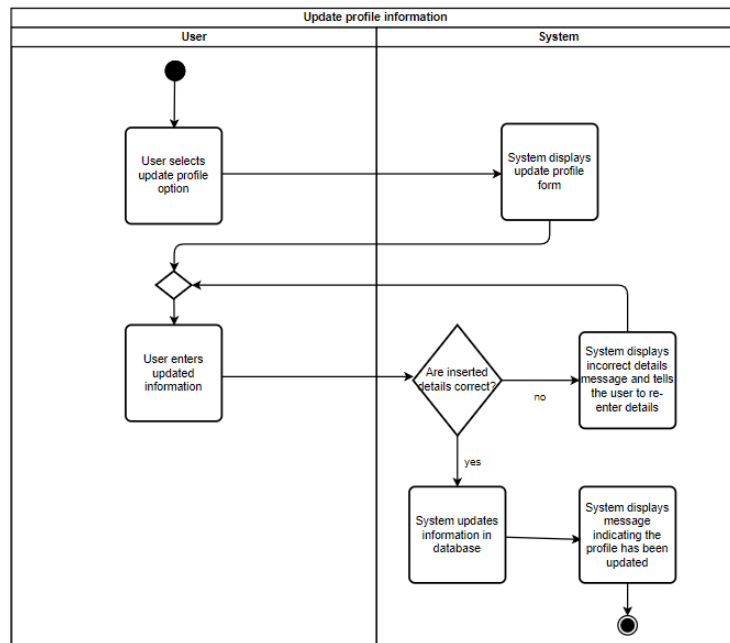 Update profile information
User
System
User selects
update profile
option
System displays
update profile
form
User enters
updated
information
Are inserted
details correct?
no
System displays
incorrect details
message and tells
the user to re-
enter details
yes
System updates
information in
database
System displays
message
indicating the
profile has been
updated